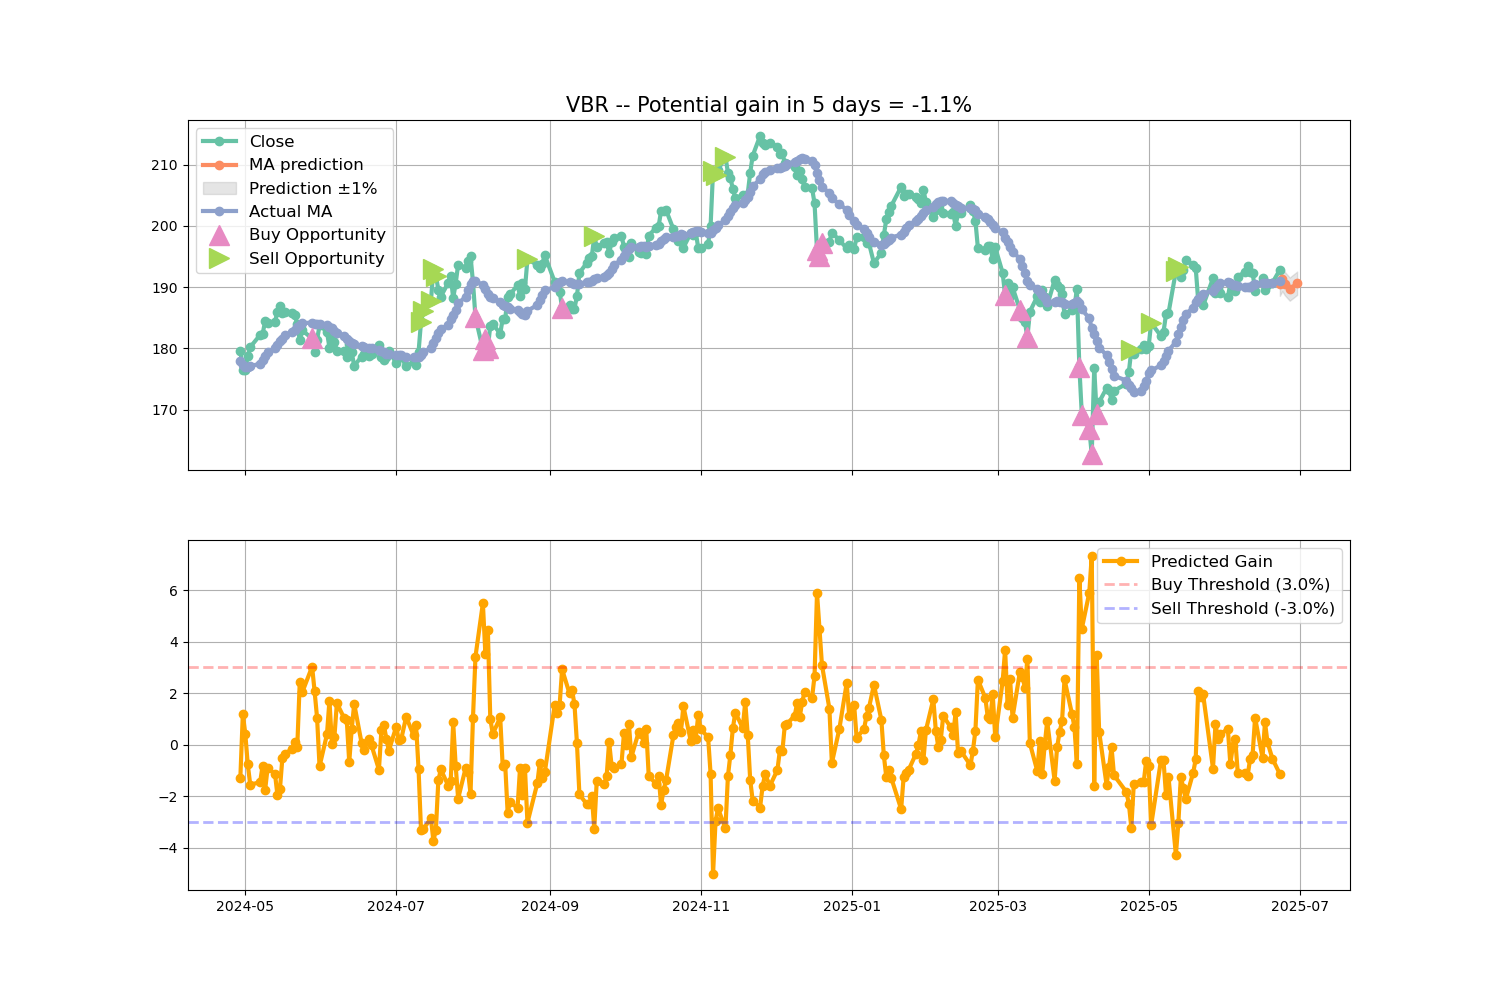 VBR -- Potential gain in 5 days = -1.1%
Close
MA prediction
Prediction ±1%
Actual MA
Buy Opportunity
Sell Opportunity
210
200
190
180
170
Predicted Gain
Buy Threshold (3.0%)
Sell Threshold (-3.0%)
6
4
2
0
−2
−4
2024-05 2024-07 2024-09 2024-11 2025-01 2025-03 2025-05 2025-07